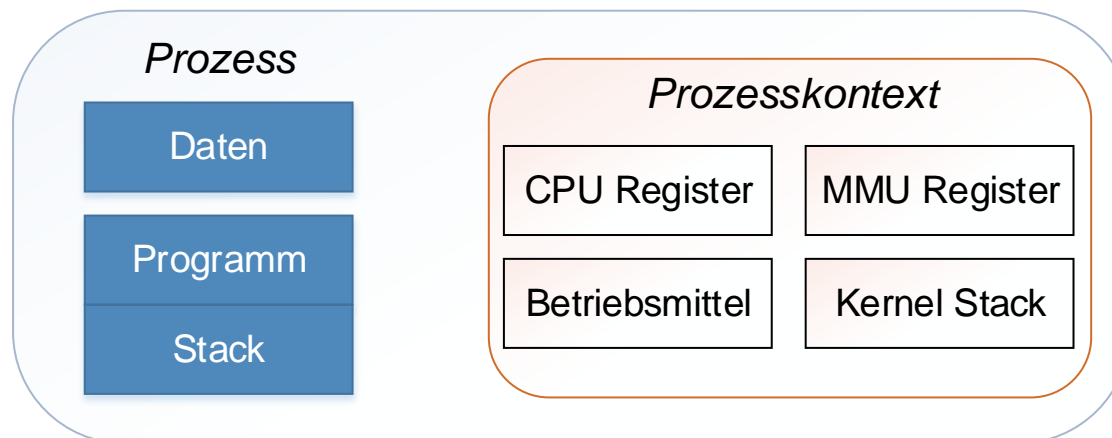 Prozess
Daten
Programm
Stack
Prozesskontext
CPU Register
MMU Register
Betriebsmittel
Kernel Stack